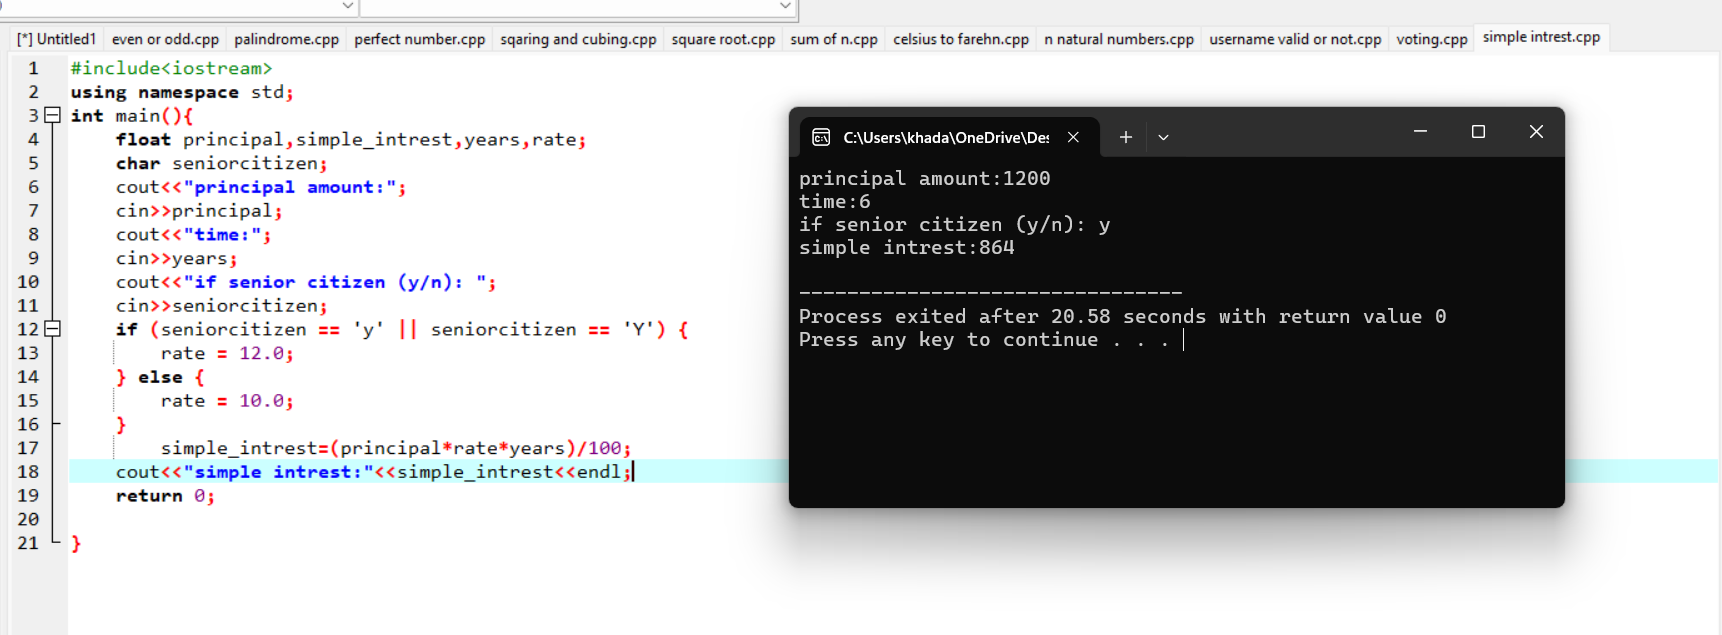 [*] Untitled1 even or odd.cpp palindrome.cpp perfect number.cpp sqaring and cubing.cpp square root.cpp sum of n.cpp celsius to farehn.cpp n natural numbers.cpp username valid or not.cpp voting.cpp simple intrest.cpp
1 #include<iostream>
2 using namespace std;
3 int main(){
4 float principal,simple_intrest,years,rate;
5 char seniorcitizen;
6 cout<<"principal amount:";
7 cin>>principal;
8 cout<<"time:";
9 cin>>years;
10 cout<<"if senior citizen (y/n): ";
11 cin>>seniorcitizen;
12 if (seniorcitizen == 'y' || seniorcitizen == 'Y') {
13 rate = 12.0;
14 } else {
15 rate = 10.0;
16 }
17 simple_intrest=(principal*rate*years)/100;
18 cout<<"simple intrest:"<<simple_intrest<<endl;
19 return 0;
20
21 }
C:\Users\khada\OneDrive\Des
principal amount:1200
time:6
if senior citizen (y/n): y
simple intrest:864
--------------------------------
Process exited after 20.58 seconds with return value 0
Press any key to continue . . .